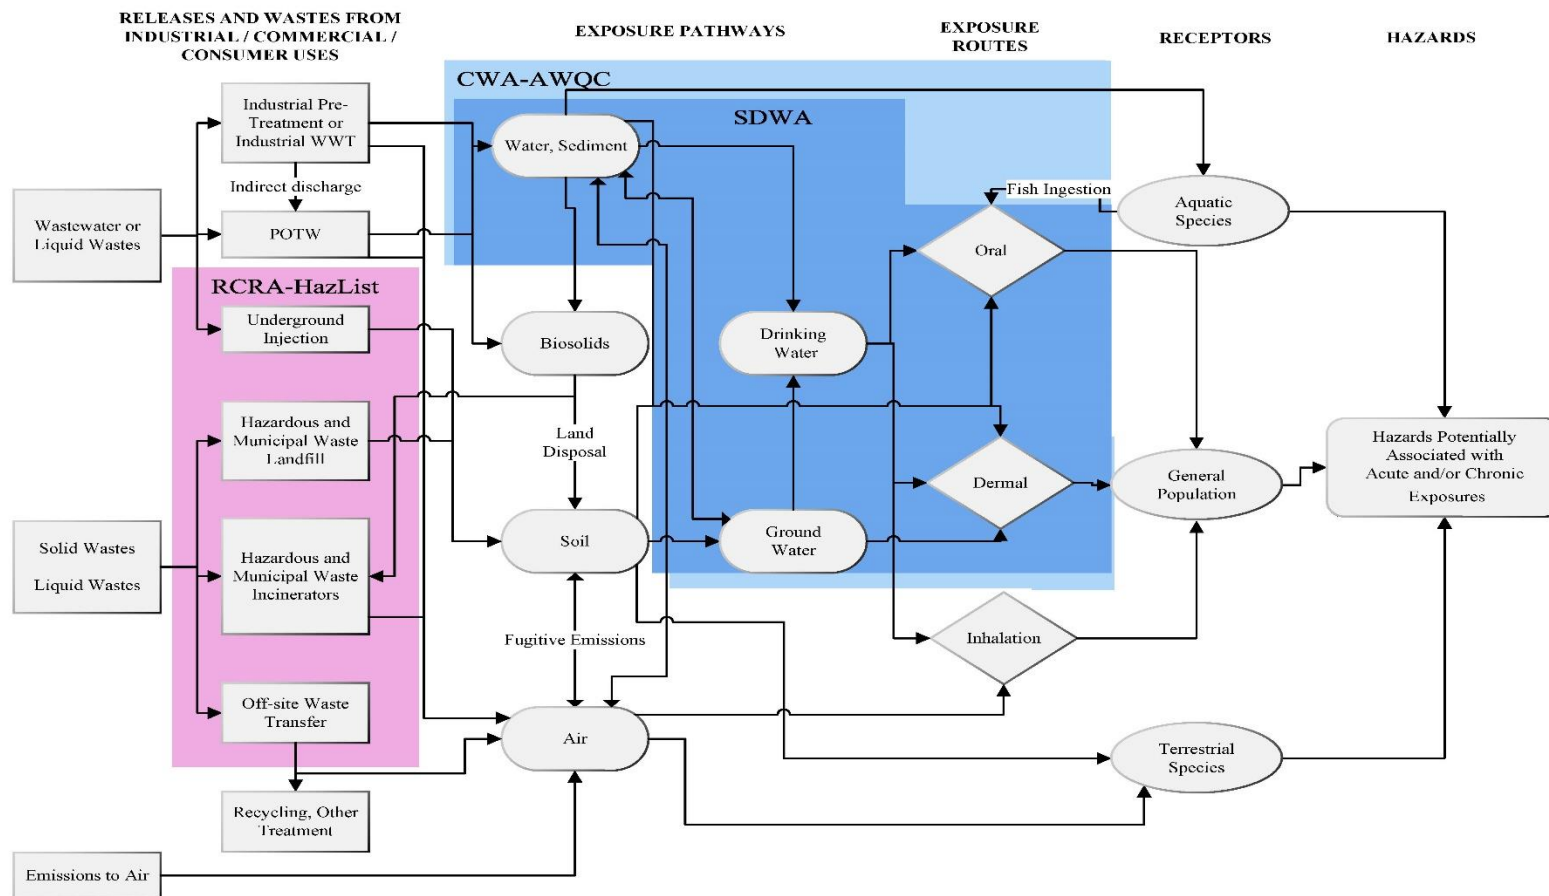 RELEASES AND WASTES FROM
INDUSTRIAL / COMMERCIAL /
CONSUMER USES
EXPOSURE PATHWAYS
EXPOSURE
ROUTES
RECEPTORS
HAZARDS
CWA-AWQC
SDWA
Industrial Pre-
Treatment or
Industrial WWT
Water, Sediment
Indirect discharge
Wastewater or
Liquid Wastes
POTW
Fish Ingestion
Aquatic
Species
Oral
RCRA-HazList
Underground
Injection
Biosolids
Drinking
Water
Hazardous and
Municipal Waste
Landfill
Land
Disposal
Dermal
General
Population
Hazards Potentially
Associated with
Acute and/or Chronic
Exposures
Solid Wastes
Liquid Wastes
Hazardous and
Municipal Waste
Incinerators
Soil
Ground
Water
Fugitive Emissions
Inhalation
Off-site Waste
Transfer
Air
Terrestrial
Species
Recycling, Other
Treatment
Emissions to Air